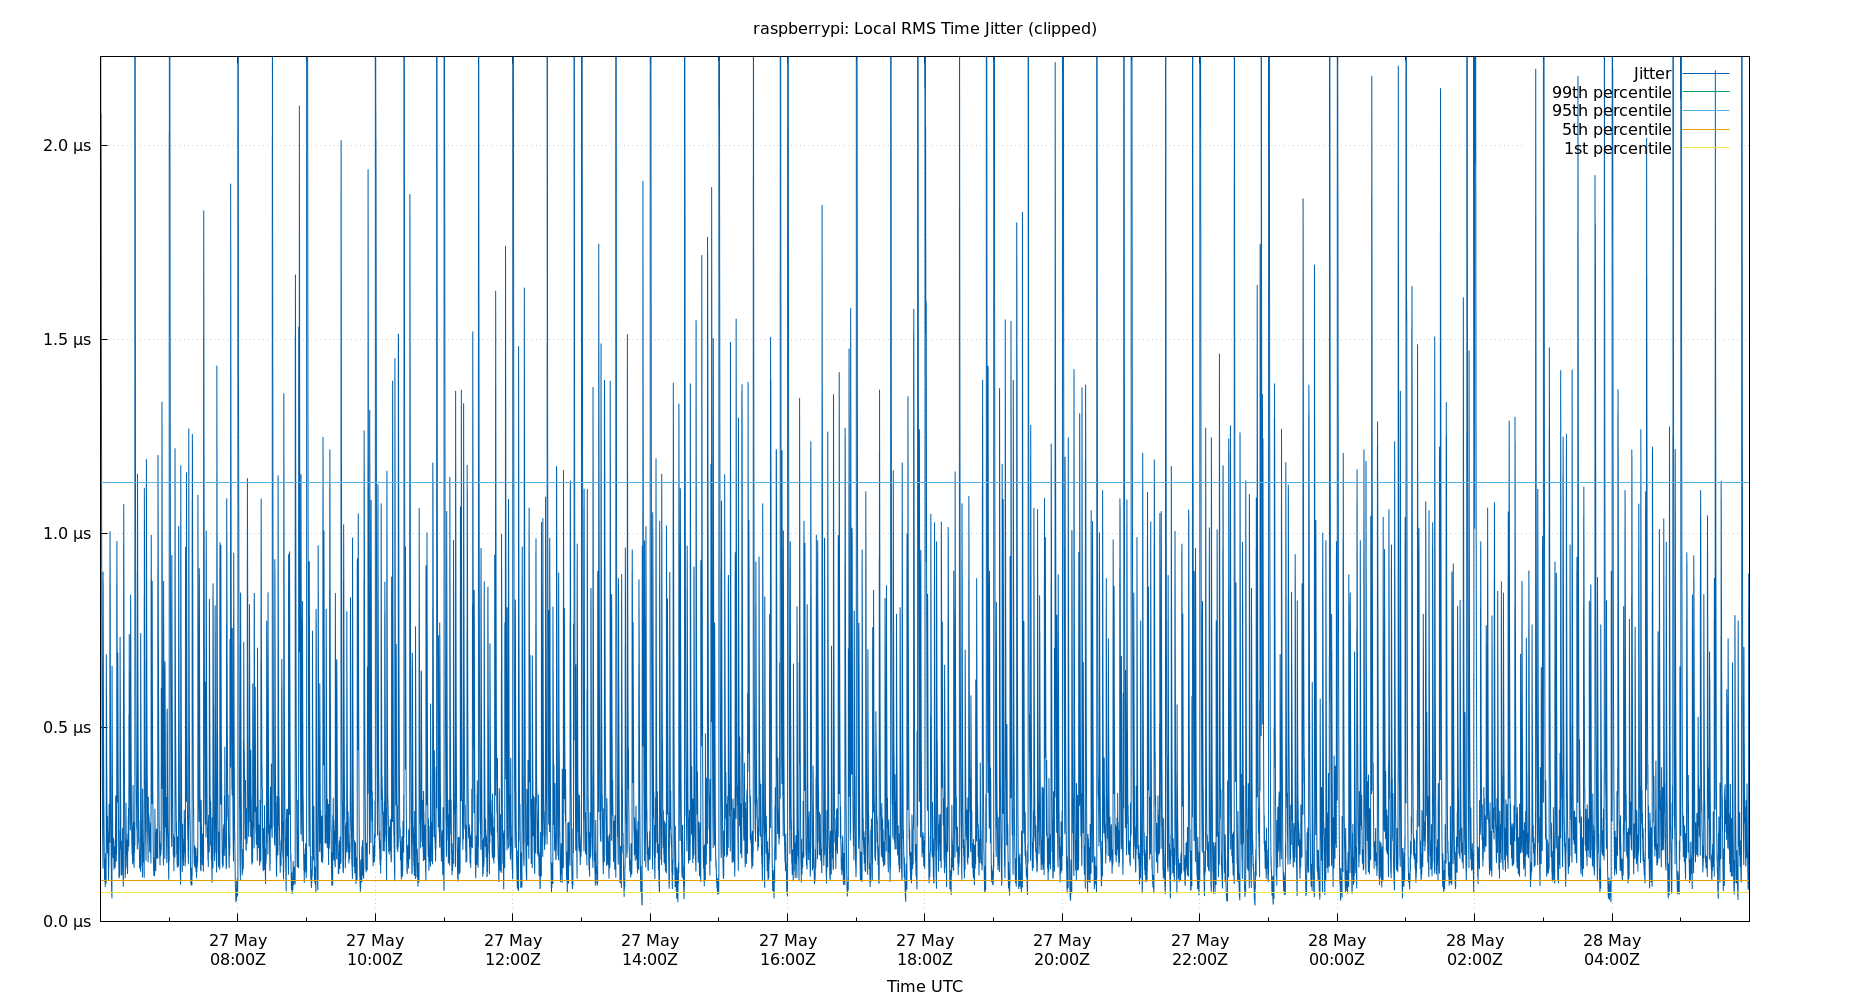 raspberrypi: Local RMS Time Jitter (clipped)
Jitter
99th percentile
95th percentile
5th percentile
1st percentile
2.0 µs
1.5 µs
1.0 µs
0.5 µs
0.0 µs
27 May 27 May 27 May 27 May 27 May 27 May 27 May 27 May 28 May 28 May 28 May
08:00Z 10:00Z 12:00Z 14:00Z 16:00Z 18:00Z 20:00Z 22:00Z 00:00Z 02:00Z 04:00Z
Time UTC